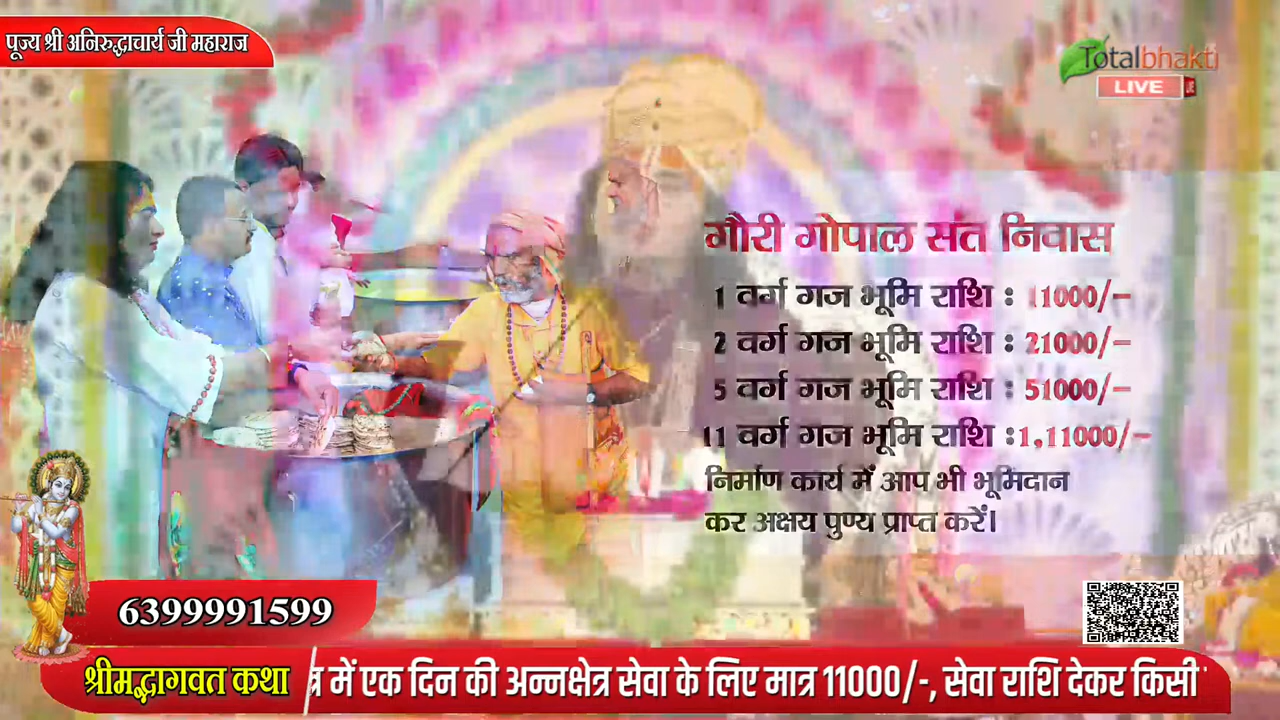 पूज्य श्री अनिरुद्धाचार्य जी महाराज
Totalbhakti
LIVE
गौरी गोपाल संत निवास
1 वर्ग गज भूमि राशि : 11000/-
2 वर्ग गज भूमि राशि : 21000/-
5 वर्ग गज भूमि राशि : 51000/-
11 वर्ग गज भूमि राशि :1,11000/-
निर्माण कार्य में आप भी भूमिदान
कर अक्षय पुण्य प्राप्त करें।
6399991599
श्रीमद्भागवत कथा
में एक दिन की अन्नक्षेत्र सेवा के लिए मात्र 11000/-, सेवा राशि देकर किसी